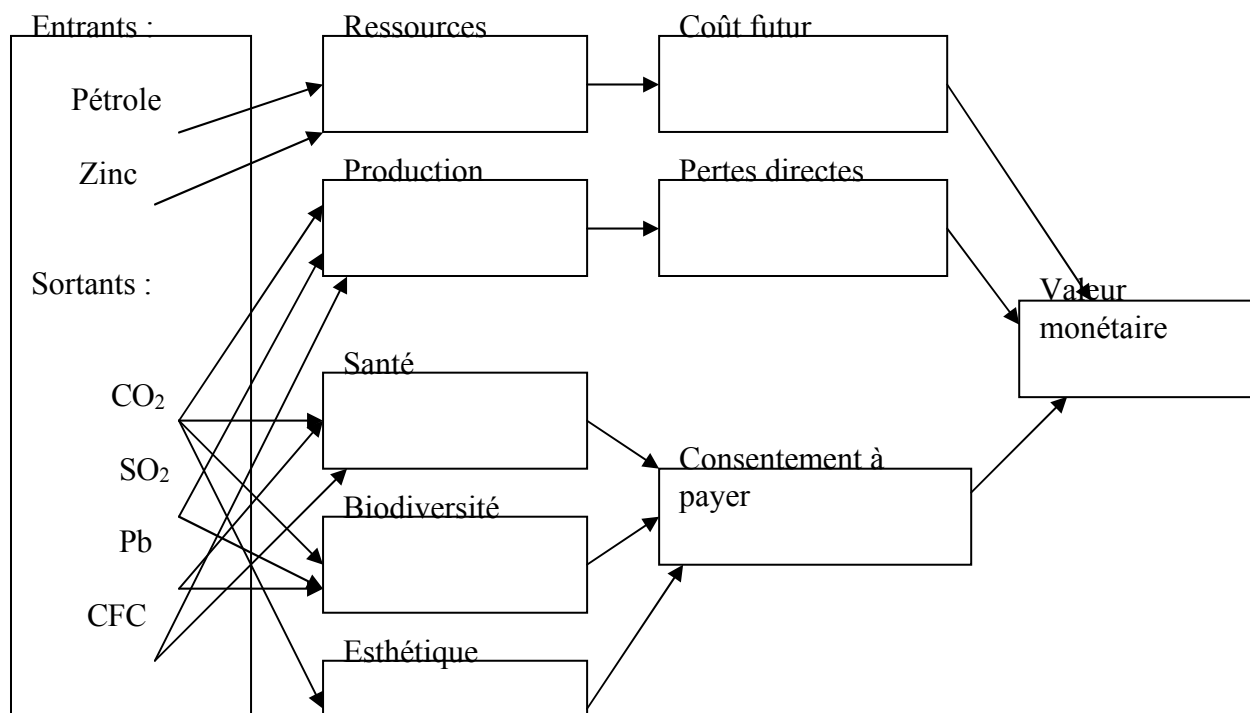 Entrants :
Pétrole
Zinc
Sortants :
CO₂
SO₂
Pb
CFC
Ressources
Production
Santé
Biodiversité
Esthétique
Coût futur
Pertes directes
Consentement à
payer
Valeur
monétaire